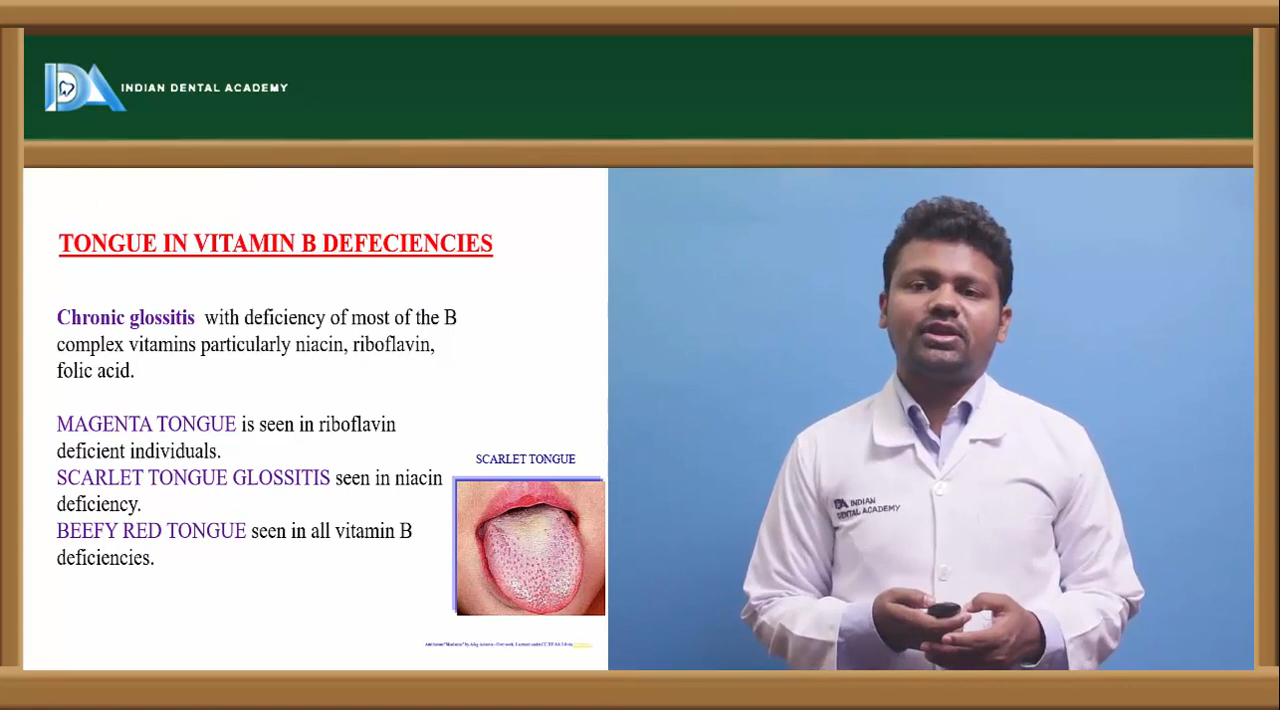 INDIAN DENTAL ACADEMY
TONGUE IN VITAMIN B DEFECIENCIES
Chronic glossitis with deficiency of most of the B
complex vitamins particularly niacin, riboflavin,
folic acid.
MAGENTA TONGUE is seen in riboflavin
deficient individuals.
SCARLET TONGUE GLOSSITIS seen in niacin
deficiency.
BEEFY RED TONGUE seen in all vitamin B
deficiencies.
SCARLET TONGUE
INDIAN
DENTAL ACADEMY